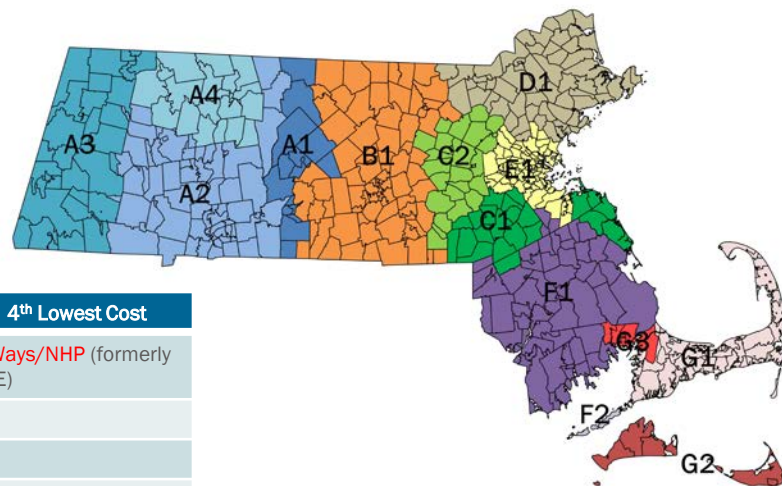 D1
A4
A3
A1
B1
C2
E1
A2
C1
F1
G3
G1
F2
G2
4th Lowest Cost
Ways/NHP (formerly
E)